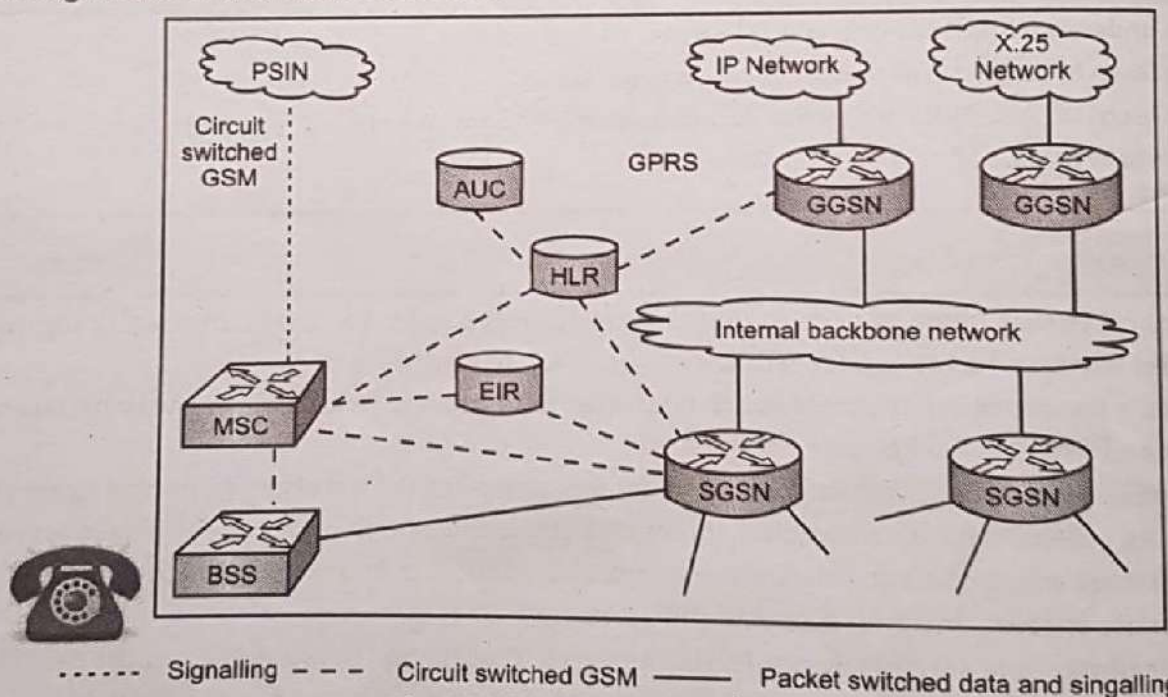 PSIN
IP Network
X.25
Network
Circuit
switched
GSM
AUC
GPRS
GGSN
GGSN
HLR
Internal backbone network
EIR
MSC
SGSN
SGSN
BSS
Signalling
Circuit switched GSM
Packet switched data and singalling